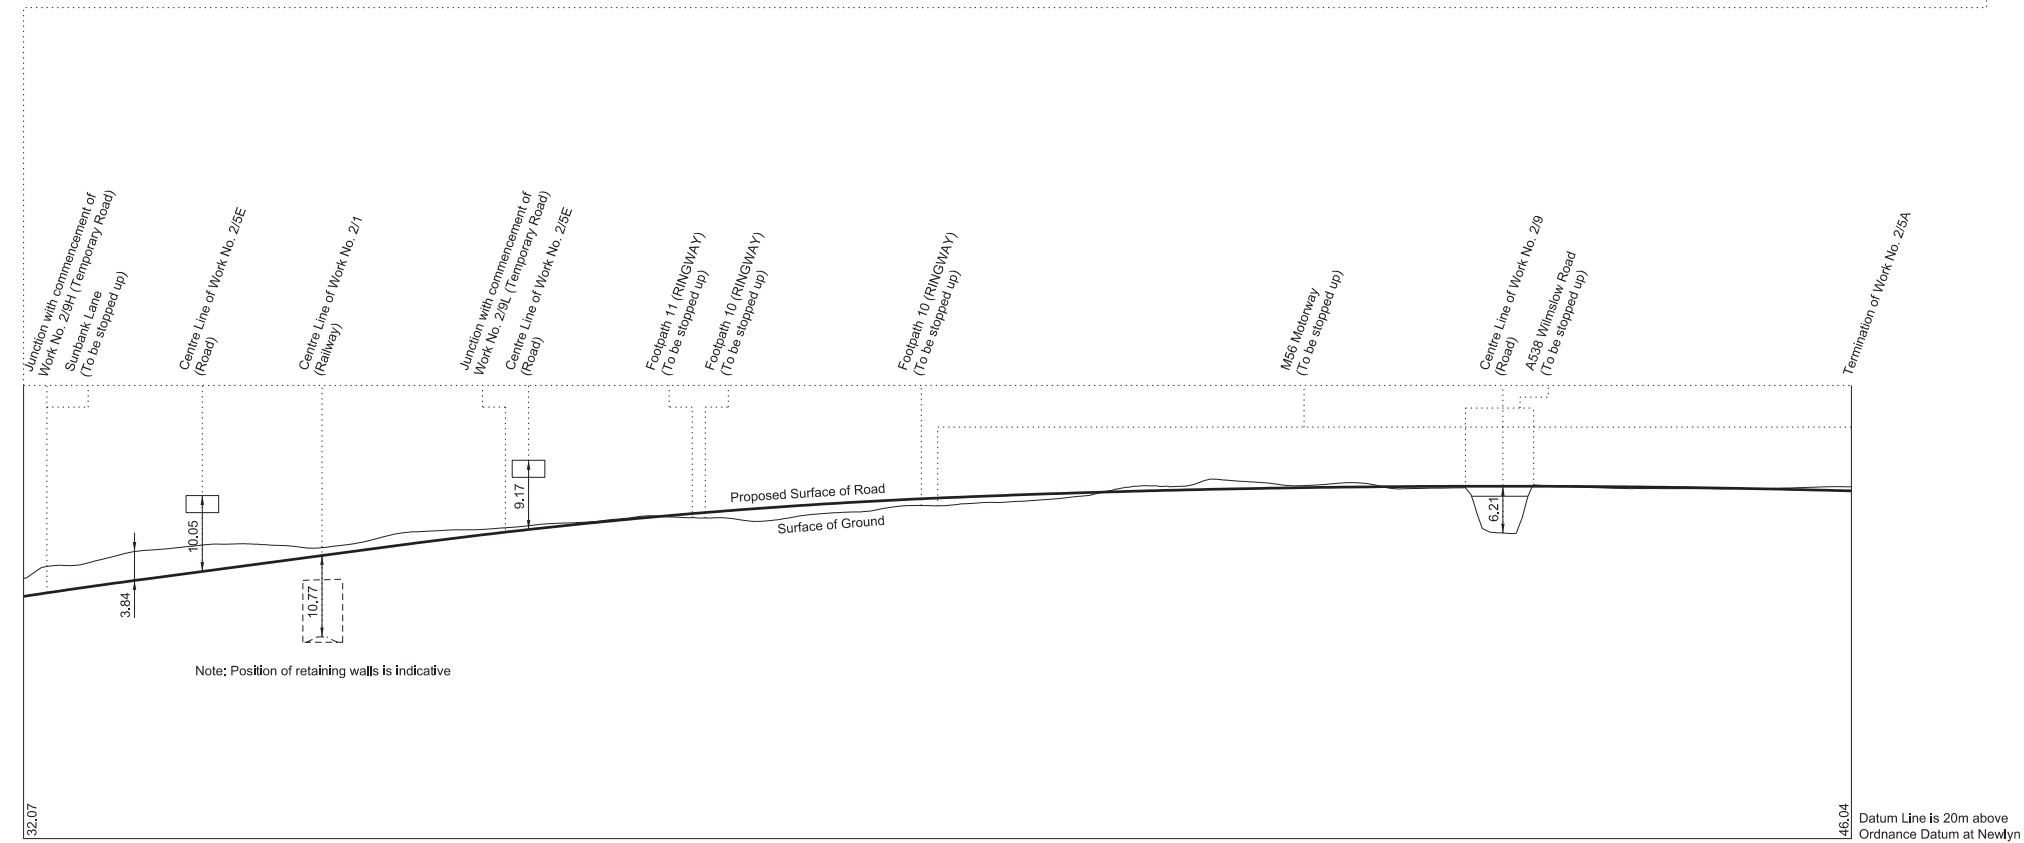 Junction with commencement of
Work No. 2/9H (Temporary Road)
Sunbank Lane
(To be stopped up)
Centre Line of Work No. 2/5E
(Road)
Centre Line of Work No. 2/1
(Railway)
Junction with commencement of
Work No. 2/9L (Temporary Road)
Centre Line of Work No. 2/5E
(Road)
Footpath 11 (RINGWAY)
(To be stopped up)
Footpath 10 (RINGWAY)
(To be stopped up)
Footpath 10 (RINGWAY)
(To be stopped up)
M56 Motorway
(To be stopped up)
Centre Line of Work No. 2/9
(Road)
A538 Wilmslow Road
(To be stopped up)
Termination of Work No. 2/5A
3.84
10.05
10.77
9.17
Proposed Surface of Road
Surface of Ground
6.21
Note: Position of retaining walls is indicative
32.07
46.04
Datum Line is 20m above
Ordnance Datum at Newlyn